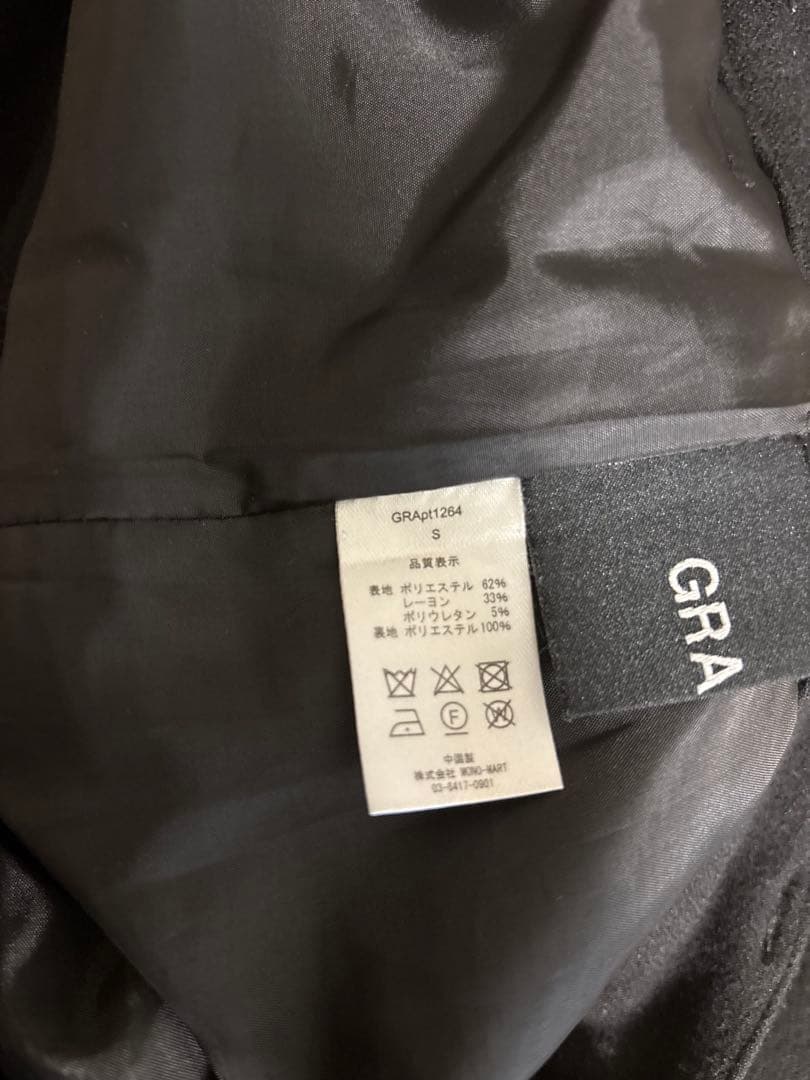 GRApt1264
S
品質表示
表地 ポリエステル 62%
レーヨン 33%
ポリウレタン 5%
裏地 ポリエステル100%
F
W
中国製
株式会社 MONO-MART
03-6417-0901
GRA